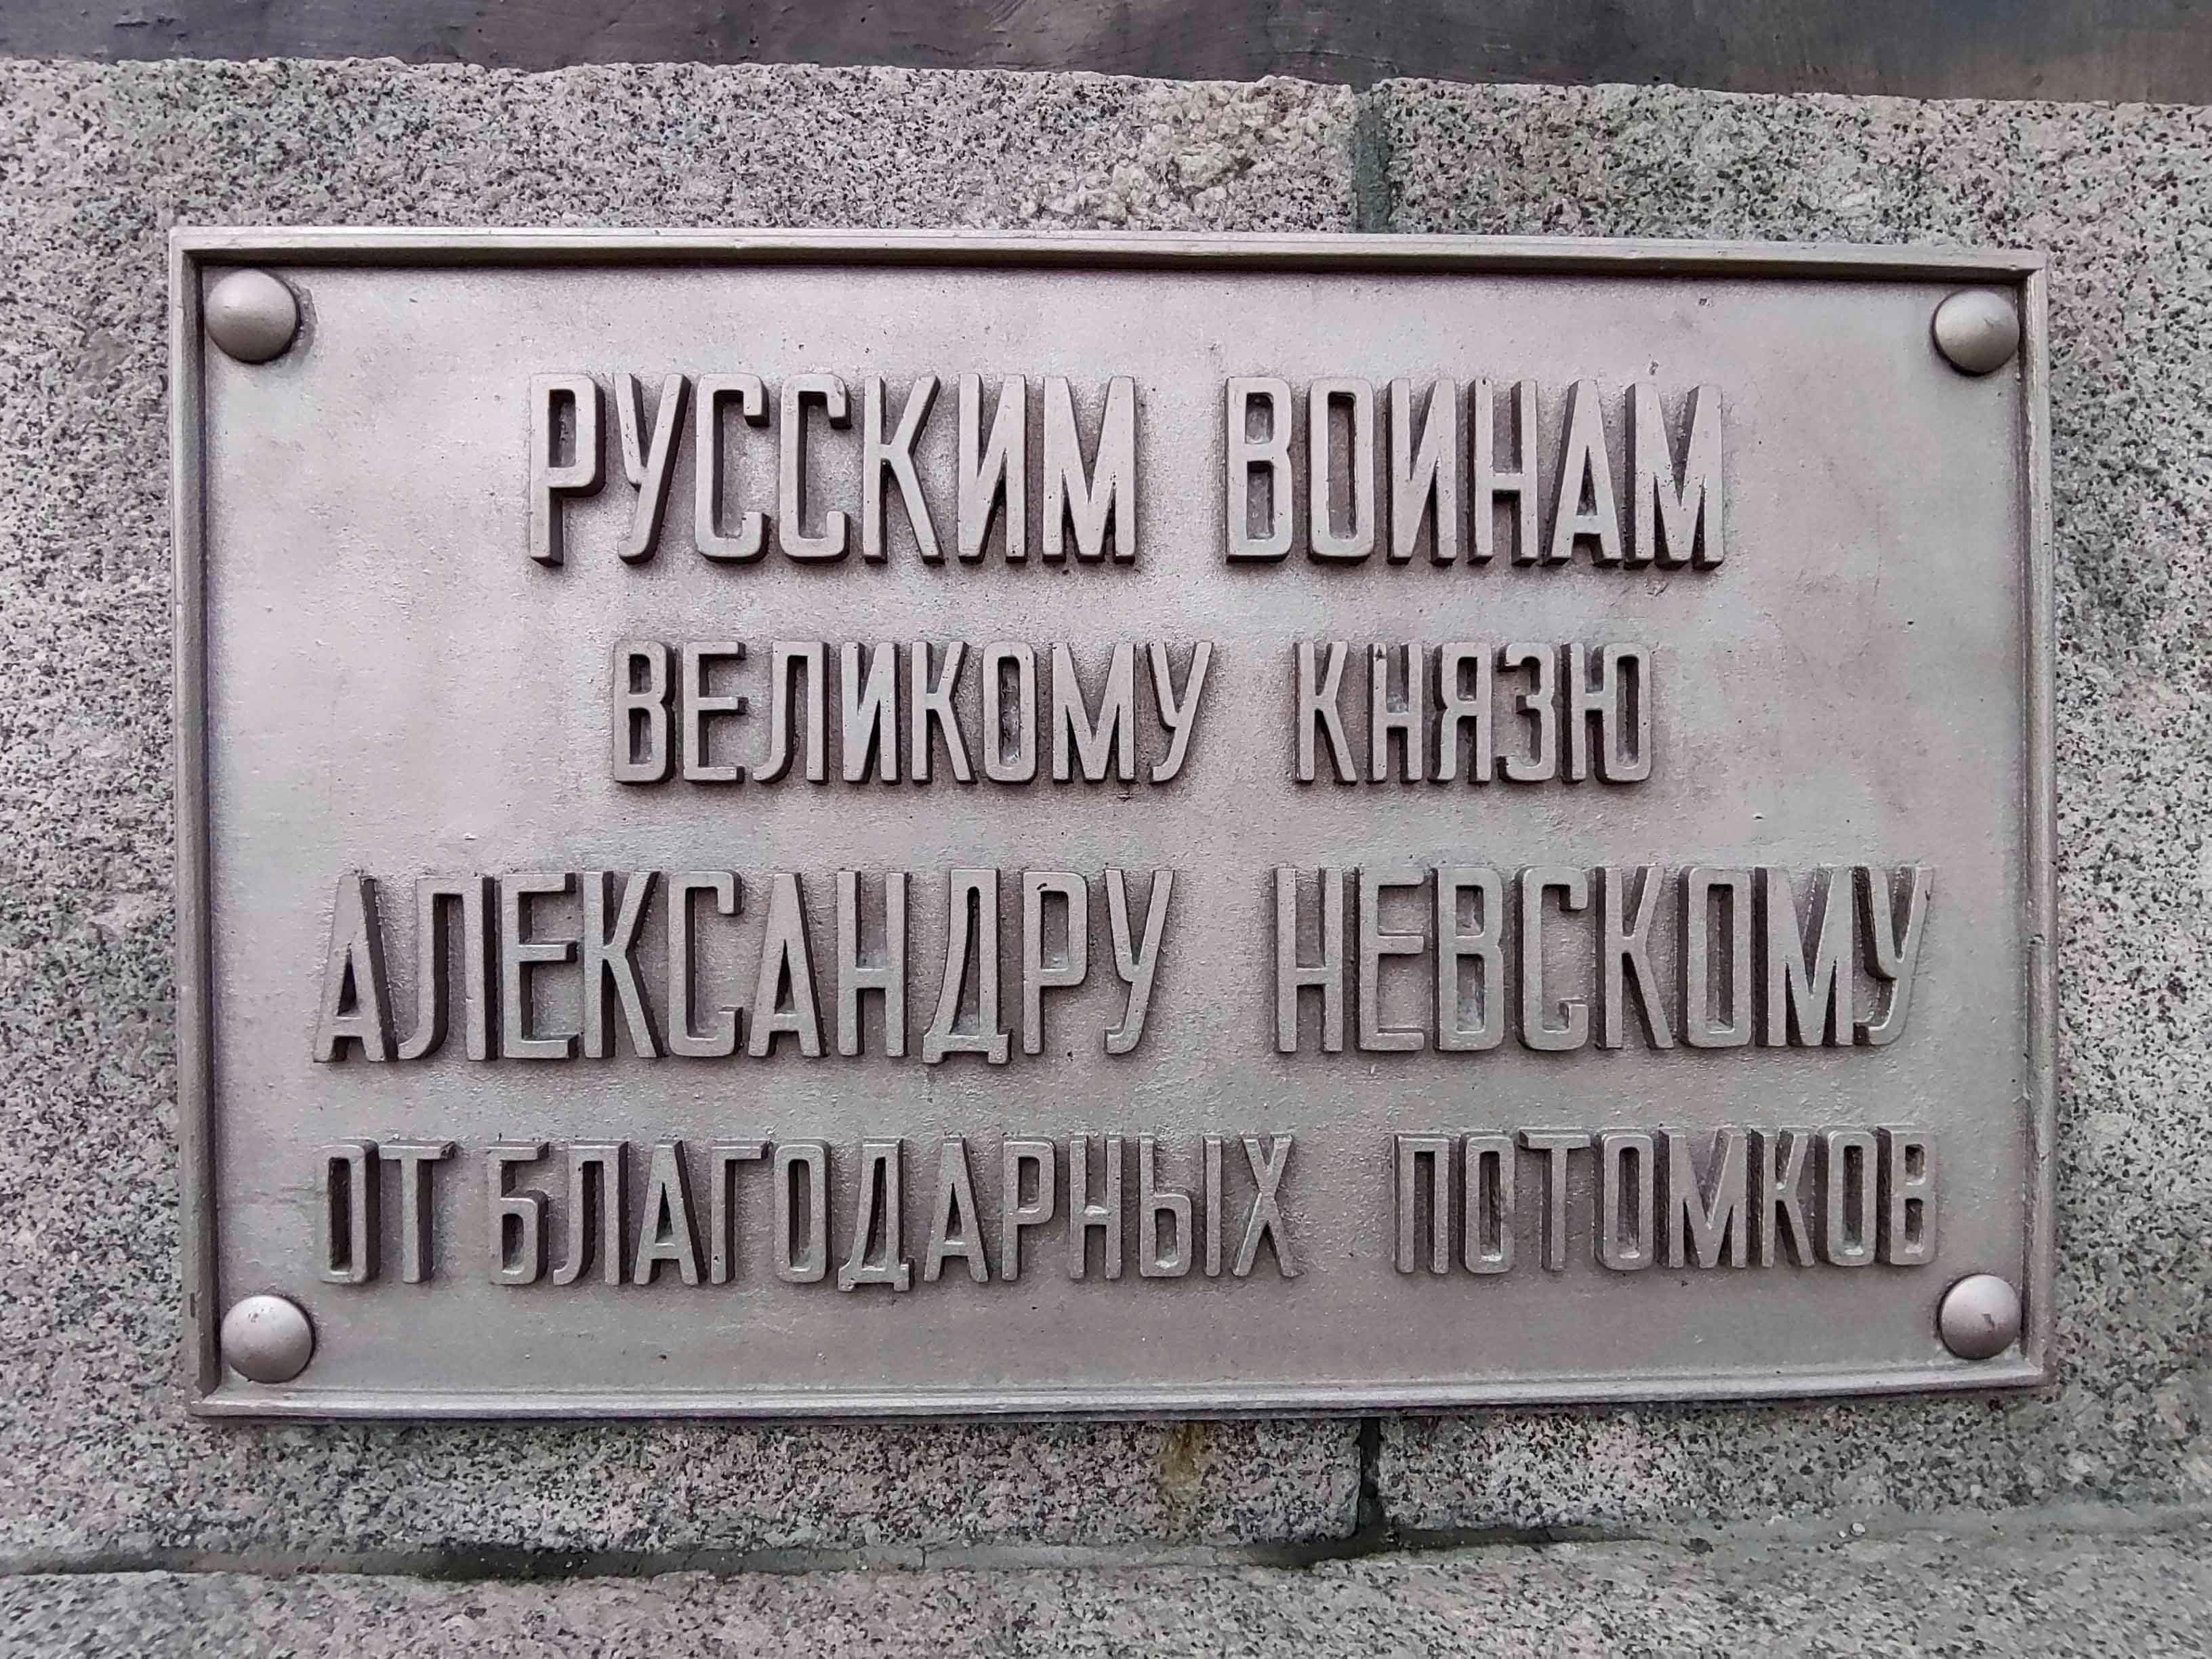 РУССКИМ ВОИНАМ
ВЕЛИКОМУ КНЯЗЮ
АЛЕКСАНДРУ НЕВСКОМУ
ОТ БЛАГОДАРНЫХ ПОТОМКОВ